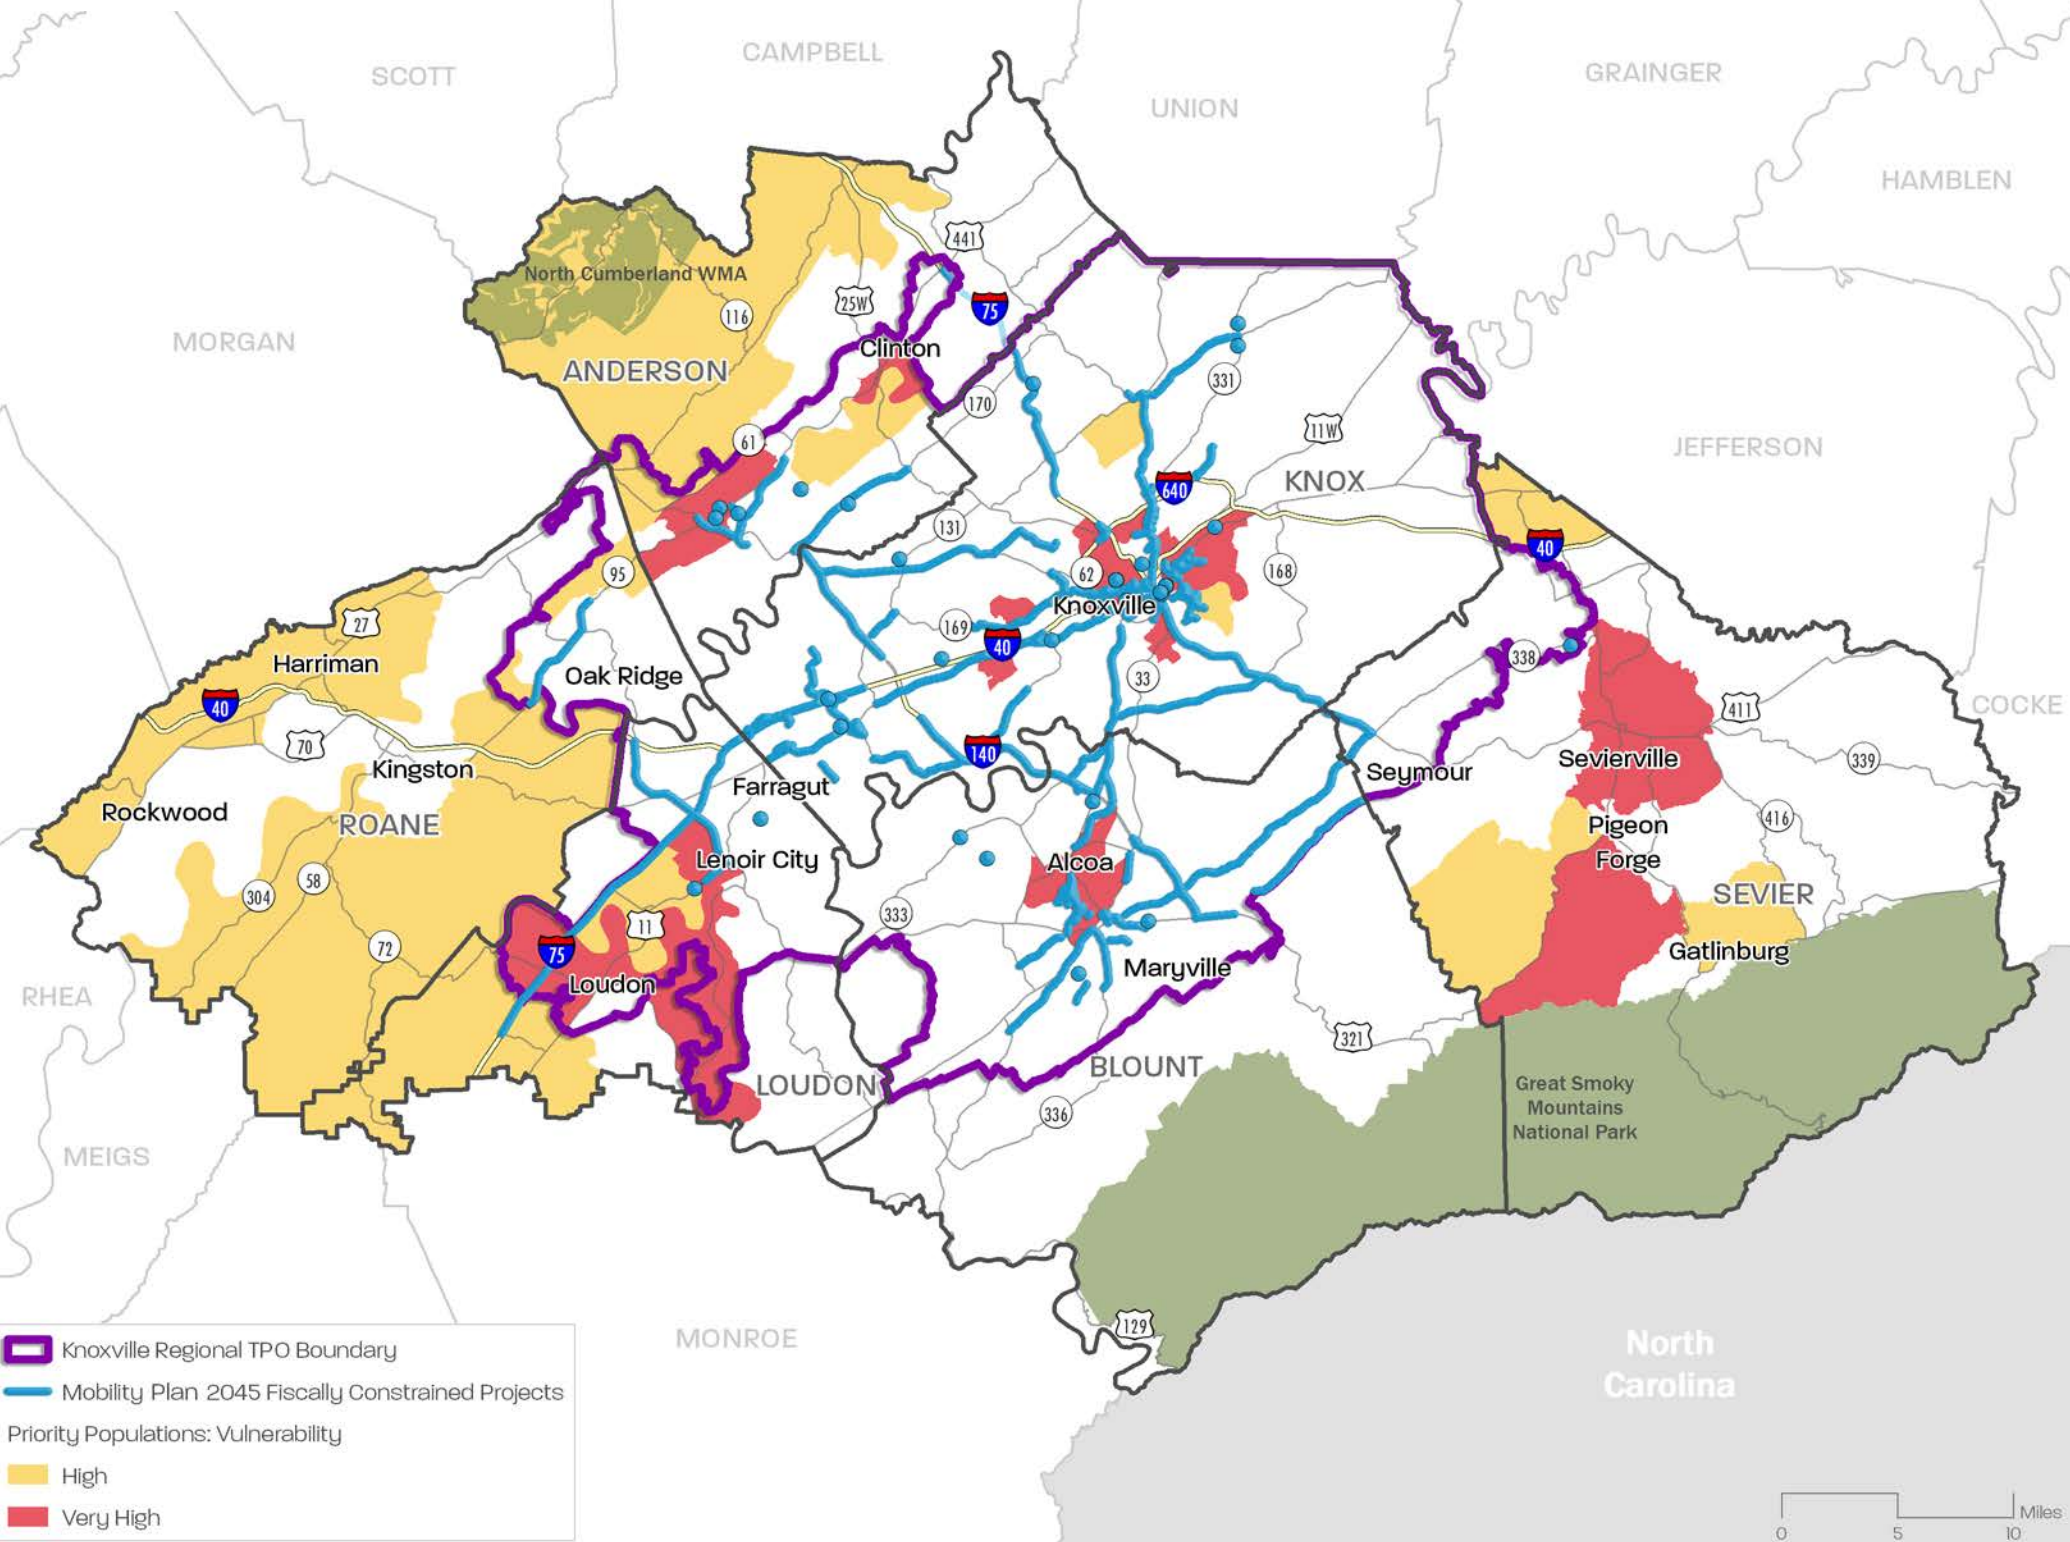 CAMPBELL
SCOTT
GRAINGER
UNION
HAMBLEN
441
North Cumberland WMA
25W
75
116
MORGAN
Clinton
ANDERSON
331
170
11W
61
JEFFERSON
KNOX
640
131
40
95
62
168
Knoxville
27
169
40
338
Harriman
Oak Ridge
33
40
COCKE
411
70
140
Sevierville
339
Kingston
Seymour
Farragut
Rockwood
ROANE
Pigeon
Forge
416
Lenoir City
Alcoa
58
304
SEVIER
333
11
72
75
Gatlinburg
Maryville
Loudon
RHEA
321
BLOUNT
LOUDON
Great Smoky
Mountains
National Park
336
MEIGS
129
MONROE
North
Carolina
Knoxville Regional TPO Boundary
Mobility Plan 2045 Fiscally Constrained Projects
Priority Populations: Vulnerability
High
Very High
Miles
0 5 10